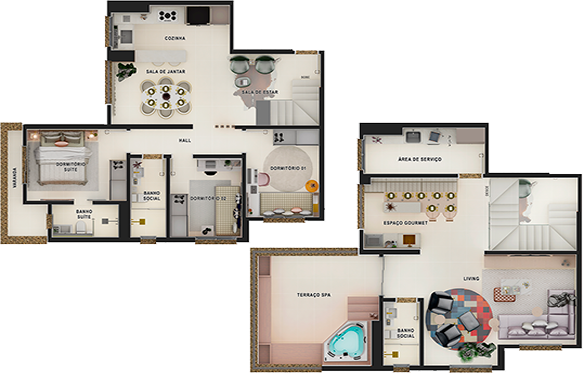 COZINHA
SALA DE JANTAR
SALA DE ESTAR
HALL
DORMITÓRIO
SUÍTE
VARANDA
BANHO
SUÍTE
BANHO
SOCIAL
DORMITÓRIO 02
DORMITÓRIO 01
ÁREA DE SERVIÇO
ESPAÇO GOURMET
LIVING
TERRAÇO SPA
BANHO
SOCIAL